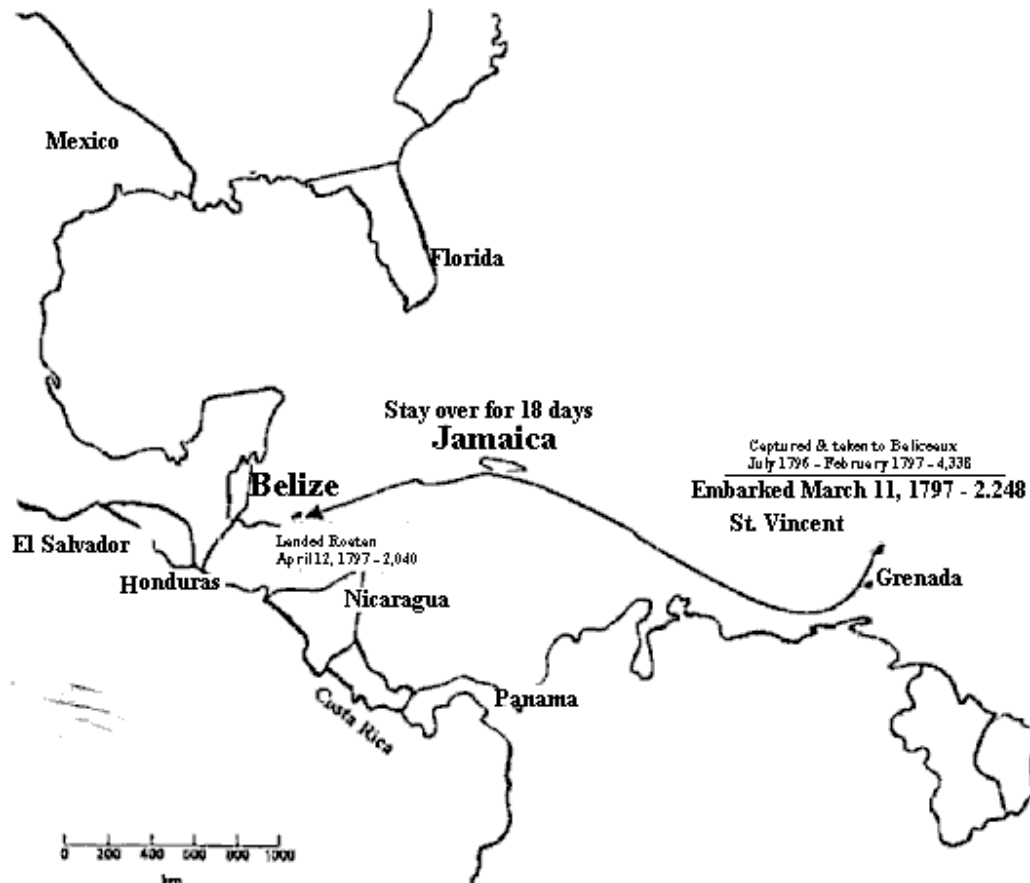 Mexico
Florida
Stay over for 18 days
Jamaica
Captured & taken to Baliceaux
July 1796 - February 1797 - 4,338
Embarked March 11, 1797 - 2.248
St. Vincent
Belize
El Salvador
Landed Roatan
April 12, 1797 - 2,040
Honduras
Grenada
Nicaragua
Panama
Costa Rica
0 200 400 600 800 1000
km